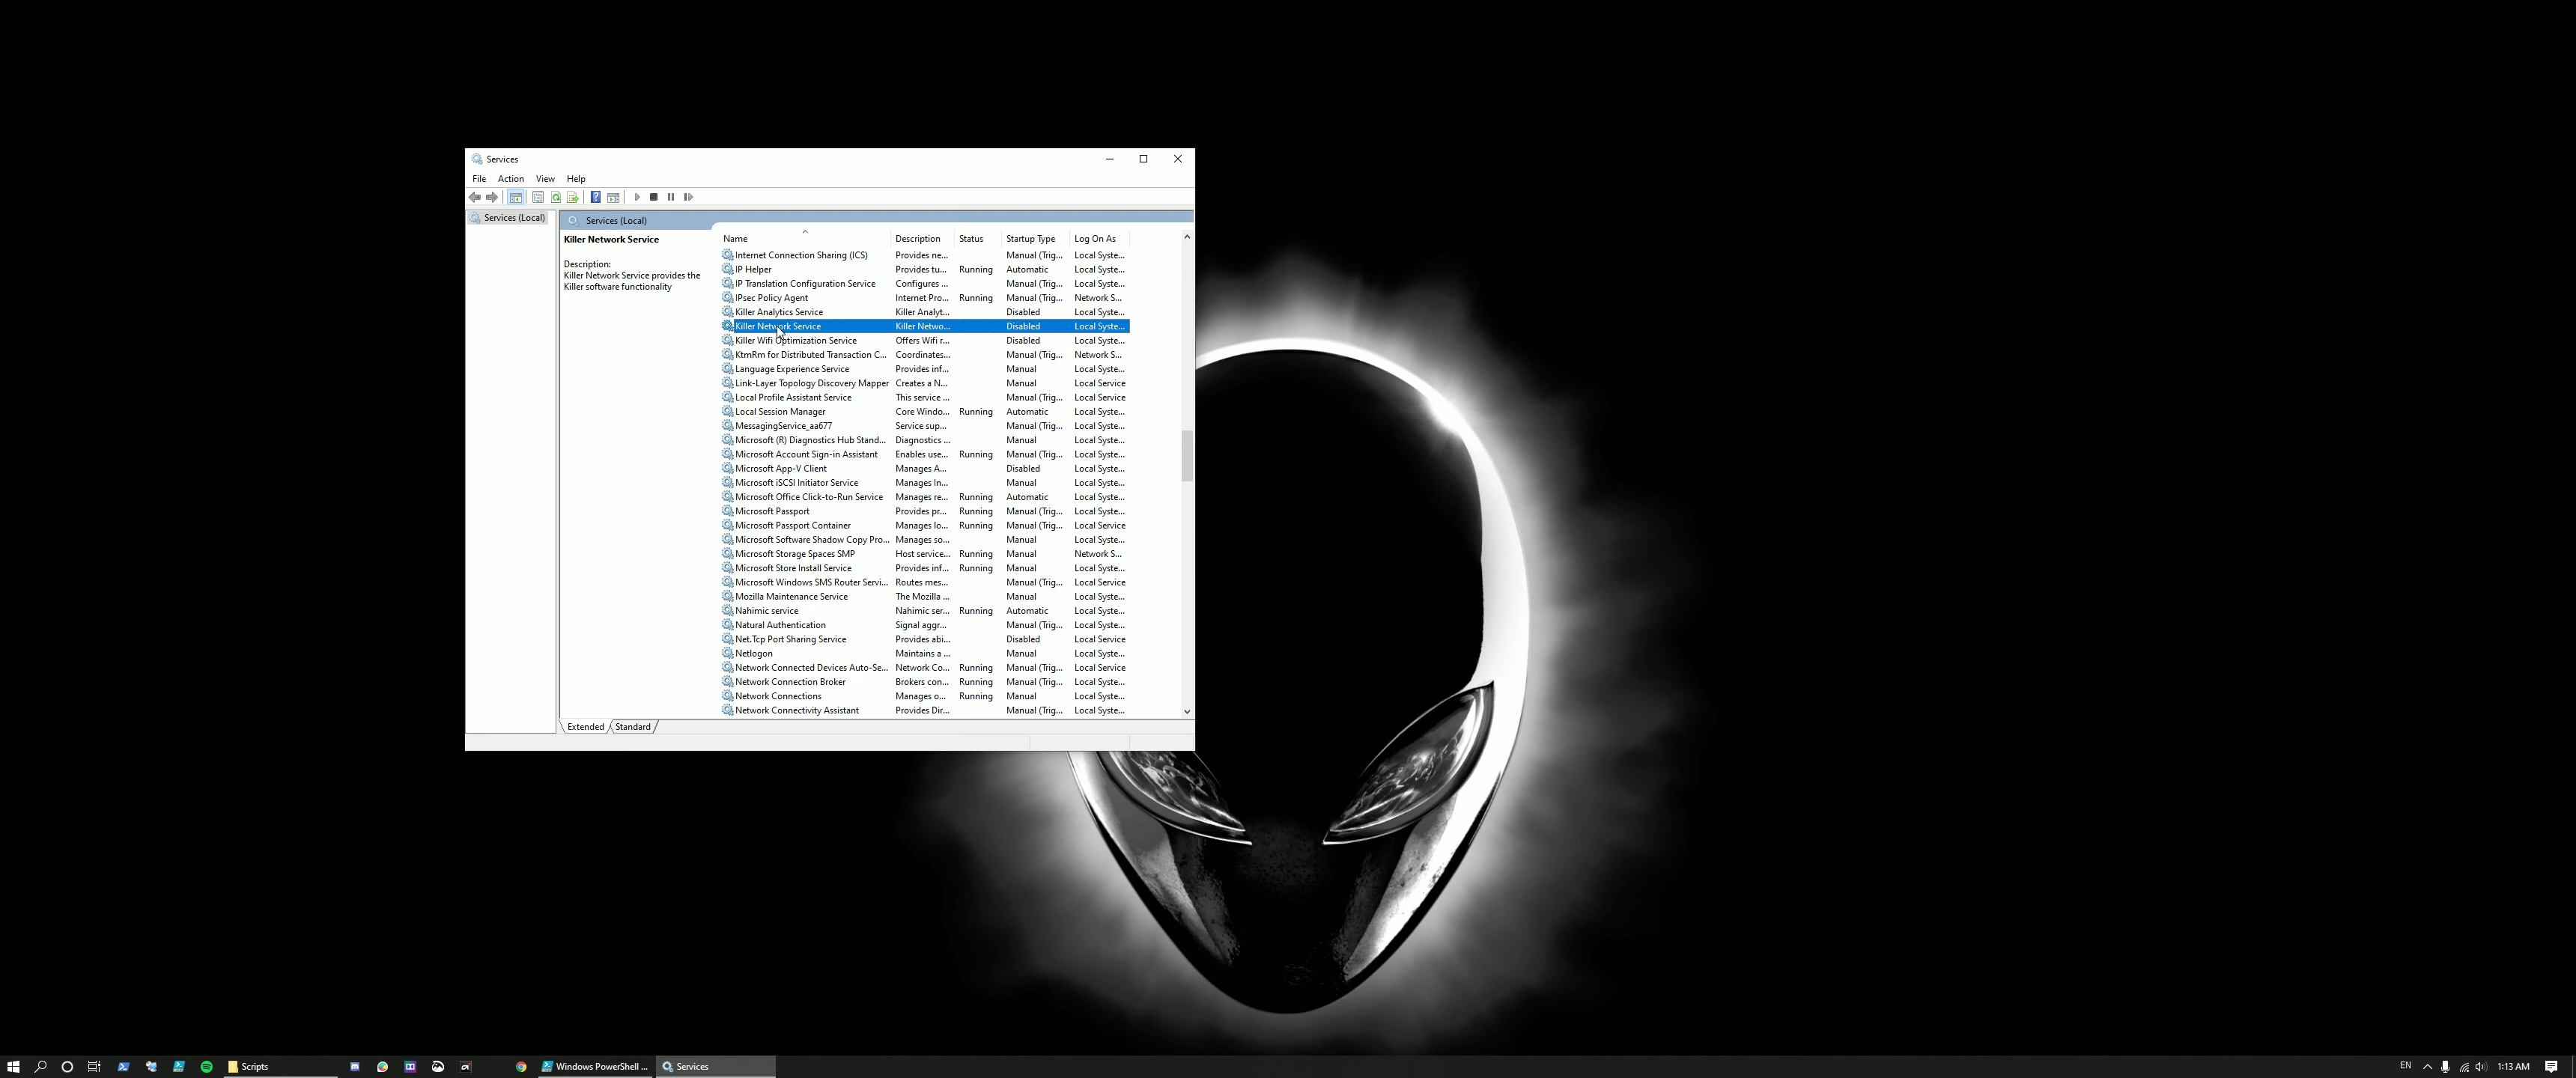 Services
File Action View Help
Services (Local)
Services (Local)
Killer Network Service
Description:
Killer Network Service provides the
Killer software functionality
Name Description Status Startup Type Log On As
Internet Connection Sharing (ICS) Provides ne... Manual (Trig... Local Syste...
IP Helper Provides tu... Running Automatic Local Syste...
IP Translation Configuration Service Configures ... Manual (Trig... Local Syste...
IPsec Policy Agent Internet Pro... Running Manual (Trig... Network S...
Killer Analytics Service Killer Analyt... Disabled Local Syste...
Killer Network Service Killer Netwo... Disabled Local Syste...
Killer Wifi Optimization Service Offers Wifi r... Disabled Local Syste...
KtmRm for Distributed Transaction C... Coordinates... Manual (Trig... Network S...
Language Experience Service Provides inf... Manual Local Syste...
Link-Layer Topology Discovery Mapper Creates a N... Manual Local Service
Local Profile Assistant Service This service ... Manual (Trig... Local Service
Local Session Manager Core Windo... Running Automatic Local Syste...
MessagingService_aa677 Service sup... Manual (Trig... Local Syste...
Microsoft (R) Diagnostics Hub Stand... Diagnostics ... Manual Local Syste...
Microsoft Account Sign-in Assistant Enables use... Running Manual (Trig... Local Syste...
Microsoft App-V Client Manages A... Disabled Local Syste...
Microsoft iSCSI Initiator Service Manages In... Manual Local Syste...
Microsoft Office Click-to-Run Service Manages re... Running Automatic Local Syste...
Microsoft Passport Provides pr... Running Manual (Trig... Local Syste...
Microsoft Passport Container Manages lo... Running Manual (Trig... Local Service
Microsoft Software Shadow Copy Pro... Manages so... Manual Local Syste...
Microsoft Storage Spaces SMP Host service... Running Manual Network S...
Microsoft Store Install Service Provides inf... Running Manual Local Syste...
Microsoft Windows SMS Router Servi... Routes mes... Manual (Trig... Local Service
Mozilla Maintenance Service The Mozilla ... Manual Local Syste...
Nahimic service Nahimic ser... Running Automatic Local Syste...
Natural Authentication Signal aggr... Manual (Trig... Local Syste...
Net.Tcp Port Sharing Service Provides abi... Disabled Local Service
Netlogon Maintains a ... Manual Local Syste...
Network Connected Devices Auto-Se... Network Co... Running Manual (Trig... Local Service
Network Connection Broker Brokers con... Running Manual (Trig... Local Syste...
Network Connections Manages o... Running Manual Local Syste...
Network Connectivity Assistant Provides Dir... Manual (Trig... Local Syste...
Extended Standard
Scripts Windows PowerShell ... Services EN 1:13 AM